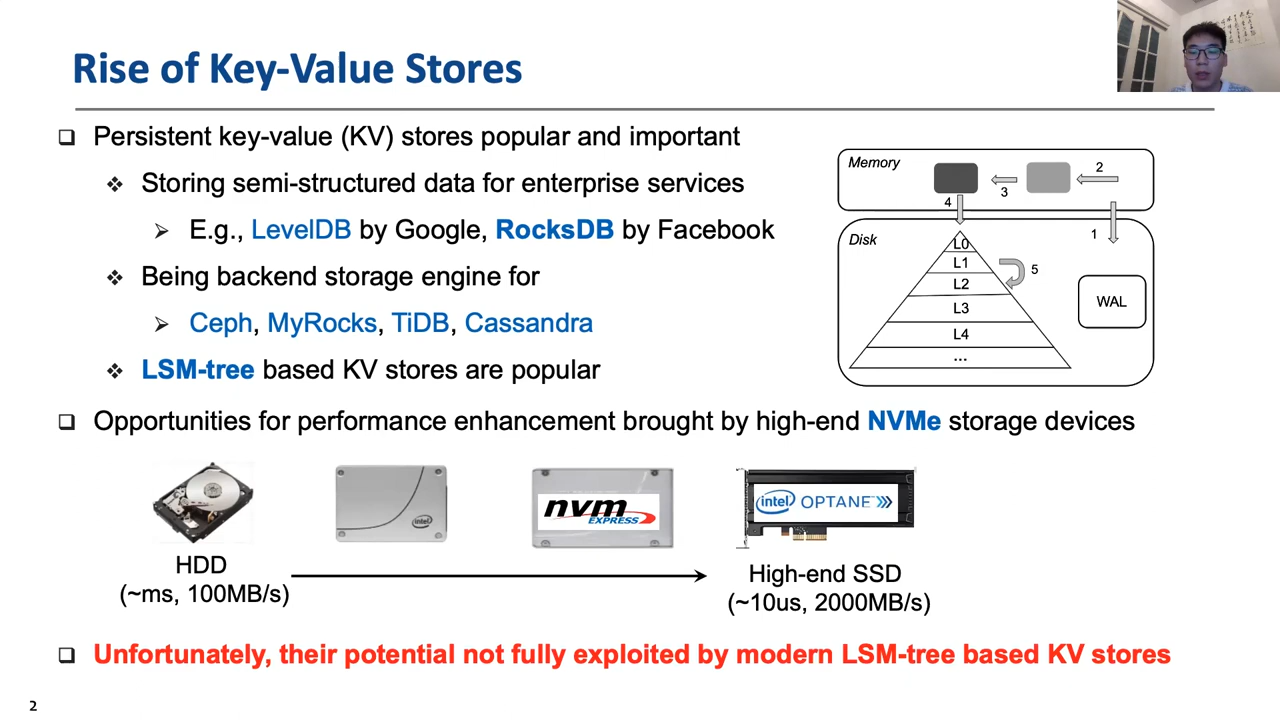 Rise of Key-Value Stores
❑ Persistent key-value (KV) stores popular and important
❖ Storing semi-structured data for enterprise services
➢ E.g., LevelDB by Google, RocksDB by Facebook
❖ Being backend storage engine for
➢ Ceph, MyRocks, TiDB, Cassandra
❖ LSM-tree based KV stores are popular
Memory
2
3
4
1
Disk
L0
L1
5
L2
L3
WAL
L4
...
❑ Opportunities for performance enhancement brought by high-end NVMe storage devices
intel
nvm
EXPRESS
intel OPTANE
HDD
(~ms, 100MB/s)
High-end SSD
(~10us, 2000MB/s)
❑ Unfortunately, their potential not fully exploited by modern LSM-tree based KV stores
2